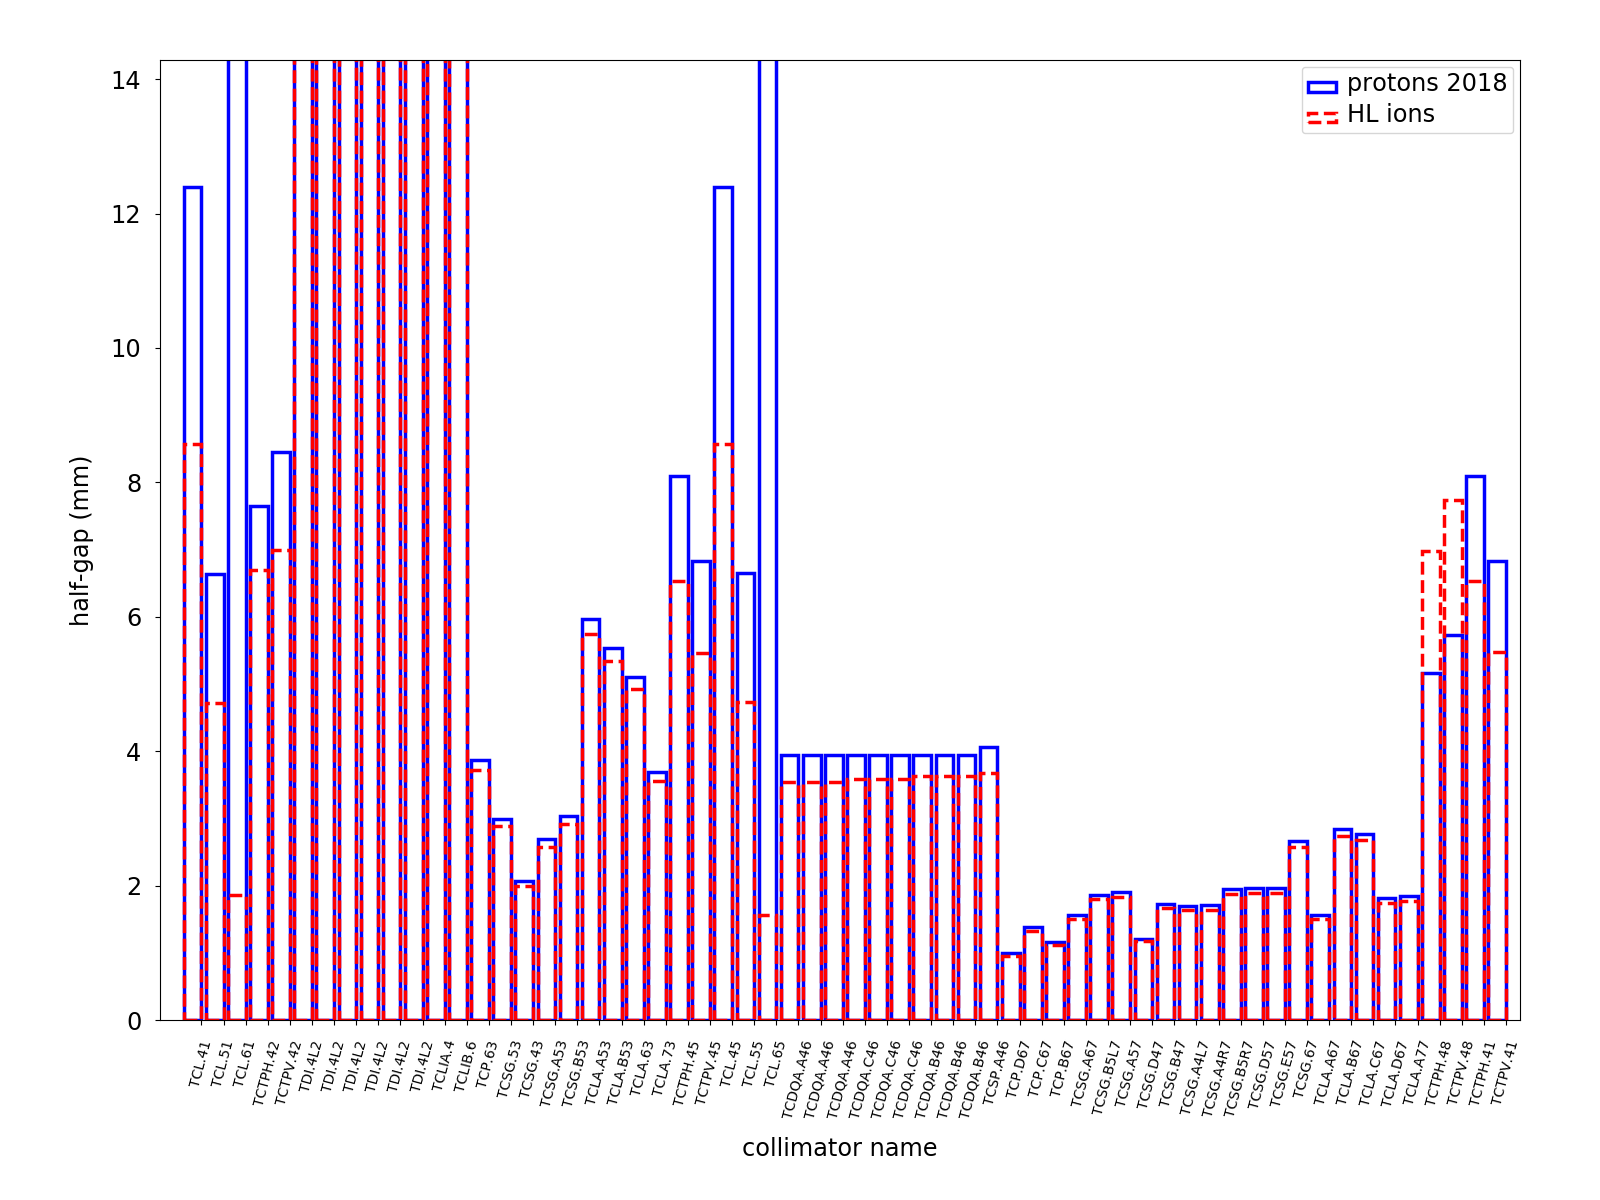 14
12
10
8
6
4
2
0
half-gap (mm)
protons 2018
HL ions
TCL.41
TCL.51
TCL.61
TCTPH.42
TCTPV.42
TDI.4L2
TDI.4L2
TDI.4L2
TDI.4L2
TDI.4L2
TDI.4L2
TCLIA.4
TCLIB.6
TCP.63
TCSG.53
TCSG.43
TCSG.A53
TCSG.B53
TCLA.A53
TCLA.B53
TCLA.63
TCLA.73
TCTPH.45
TCTPV.45
TCL.45
TCL.55
TCL.65
TCDQA.A46
TCDQA.A46
TCDQA.A46
TCDQA.C46
TCDQA.C46
TCDQA.C46
TCDQA.B46
TCDQA.B46
TCDQA.B46
TCSP.A46
TCP.D67
TCP.C67
TCP.B67
TCSG.A67
TCSG.B5L7
TCSG.A57
TCSG.D47
TCSG.B47
TCSG.A4L7
TCSG.A4R7
TCSG.B5R7
TCSG.D57
TCSG.E57
TCSG.67
TCLA.A67
TCLA.B67
TCLA.C67
TCLA.D67
TCLA.A77
TCTPH.48
TCTPV.48
TCTPH.41
TCTPV.41
collimator name